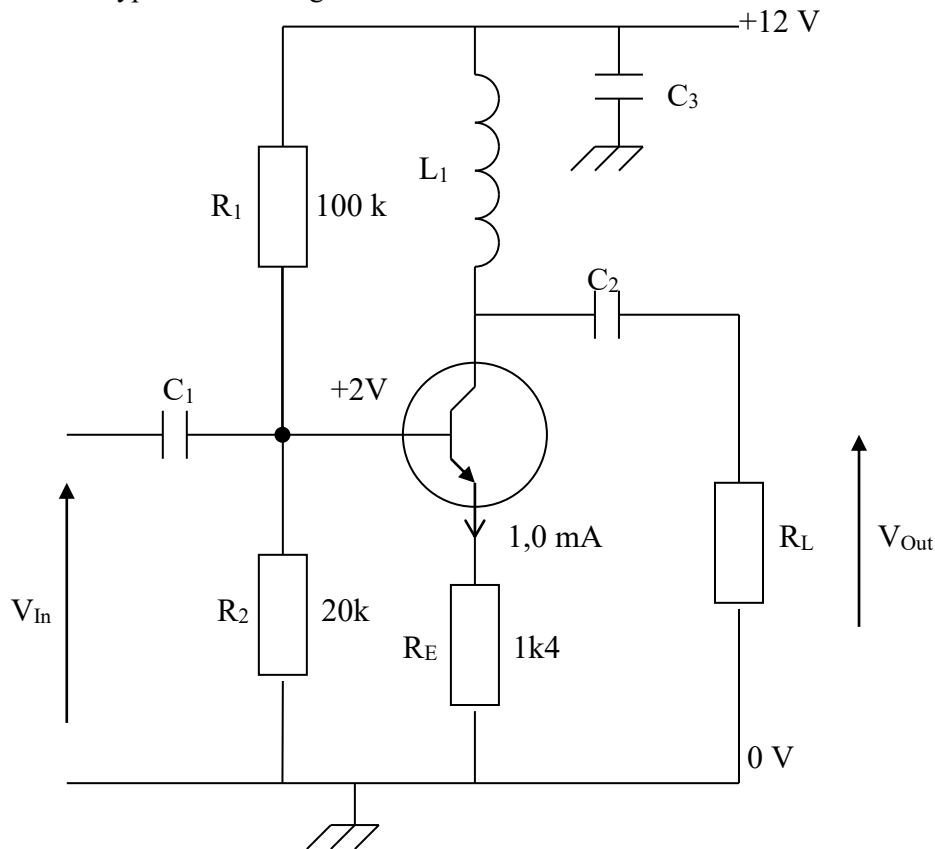 +12 V
C3
L1
R1 100 k
C2
+2V
C1
1,0 mA
RL
VOut
VIn
R2 20k
RE 1k4
0 V